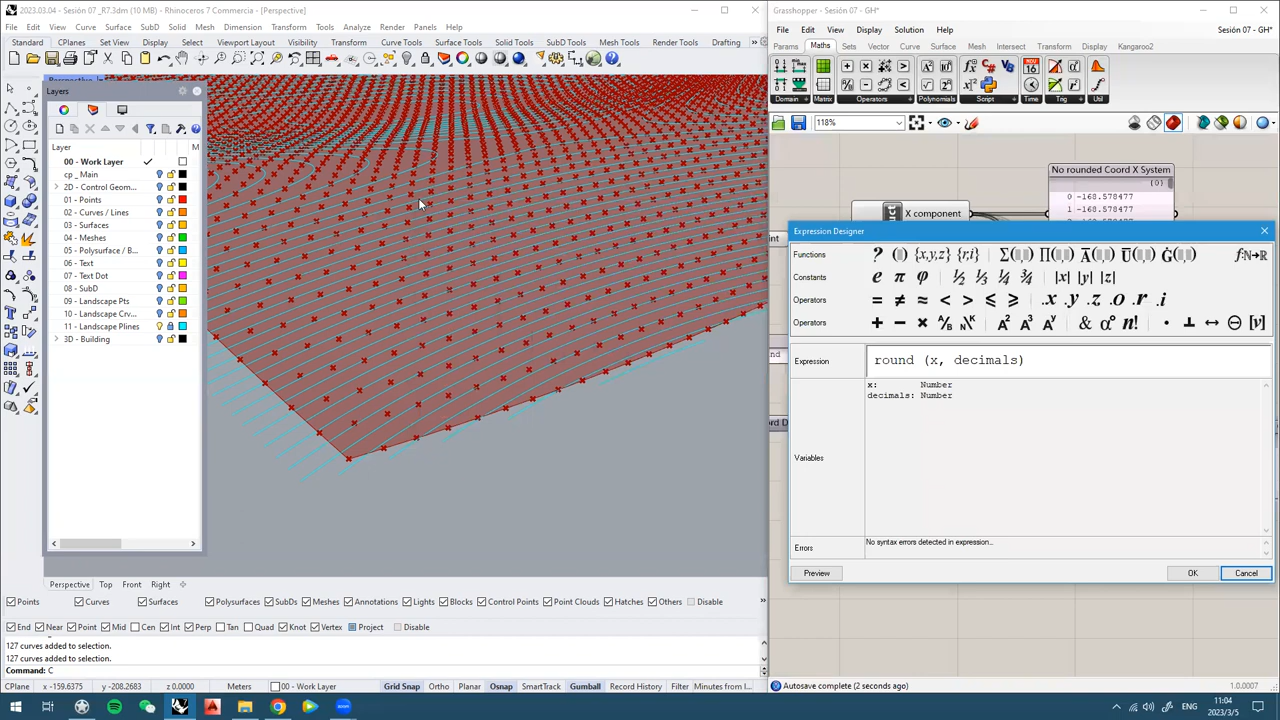 Sesión 07 _R7.3dm (10 MB) - Rhinoceros 7 Commercia - [Perspective]
File Edit View Curve Surface SubD Solid Mesh Dimension Transform Tools Analyze Render Panels Help
Standard CPlanes Set View Display Select Viewport Layout Visibility Transform Curve Tools Surface Tools Solid Tools SubD Tools Mesh Tools Render Tools Drafting
Layers
Layer M
00 - Work Layer
cp_ Main
2D - Control Geom...
01 - Points
02 - Curves / Lines
03 - Surfaces
04 - Meshes
05 - Polysurface / B...
06 - Text
07 - Text Dot
08 - SubD
09 - Landscape Pts
10 - Landscape Crv...
11 - Landscape Plines
3D - Building
Perspective Top Front Right
Points Curves Surfaces Polysurfaces SubDs Meshes Annotations Lights Blocks Control Points Point Clouds Hatches Others Disable
End Near Point Mid Cen Int Perp Tan Quad Knot Vertex Project Disable
127 curves added to selection.
127 curves added to selection.
Command: C
CPlane x -159.6375 y -208.2683 z 0.0000 Meters 00 - Work Layer Grid Snap Ortho Planar Osnap SmartTrack Gumball Record History Filter Minutes from l...
Grasshopper - Sesión 07 - GH*
File Edit View Display Solution Help Sesión 07 - GH*
Params Maths Sets Vector Curve Surface Mesh Intersect Transform Display Kangaroo2
Domain Matrix Operators Polynomials Script Time Trig Util
118%
No rounded Coord X System
{0}
0 -168.578477
1 -168.578477
X component
Expression Designer
Functions
Constants
Operators
Operators
Expression round (x, decimals)
x: Number
decimals: Number
Variables
Errors No syntax errors detected in expression...
Preview OK Cancel
Autosave complete (2 seconds ago) 1.0.0007
ENG 11:04
2023/3/5